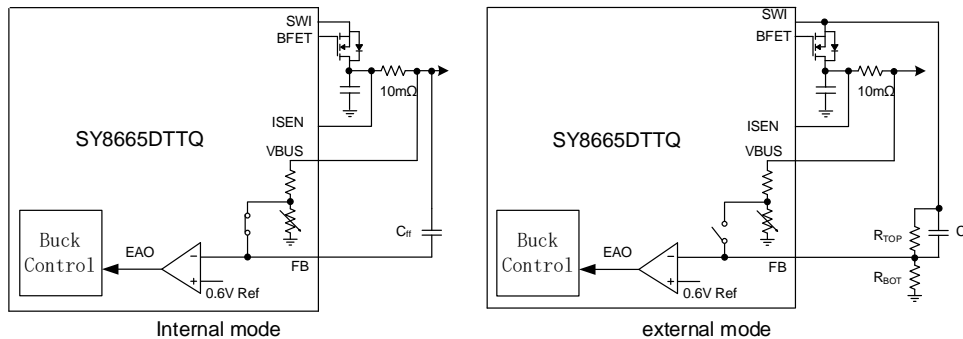 SWI
BFET
10mΩ
ISEN
SY8665DTTQ
VBUS
Cff
Buck
Control
EAO
FB
0.6V Ref
Internal mode
SWI
BFET
10mΩ
ISEN
SY8665DTTQ
VBUS
RTOP
C
Buck
Control
EAO
FB
RBOT
0.6V Ref
external mode